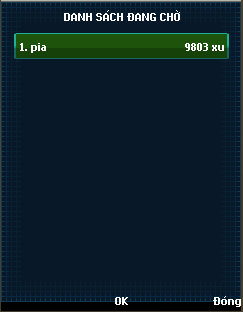 DANH SÁCH ĐANG CHỜ
1. pia 9803 xu
OK Đóng